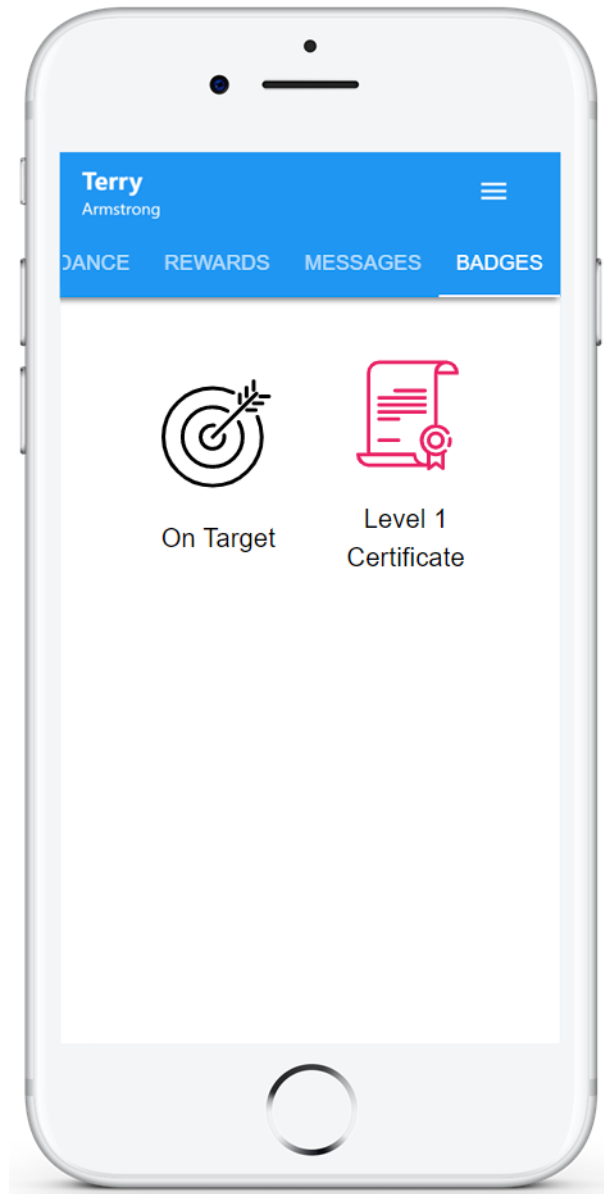 Terry
Armstrong
DANCE REWARDS MESSAGES BADGES
On Target
Level 1
Certificate